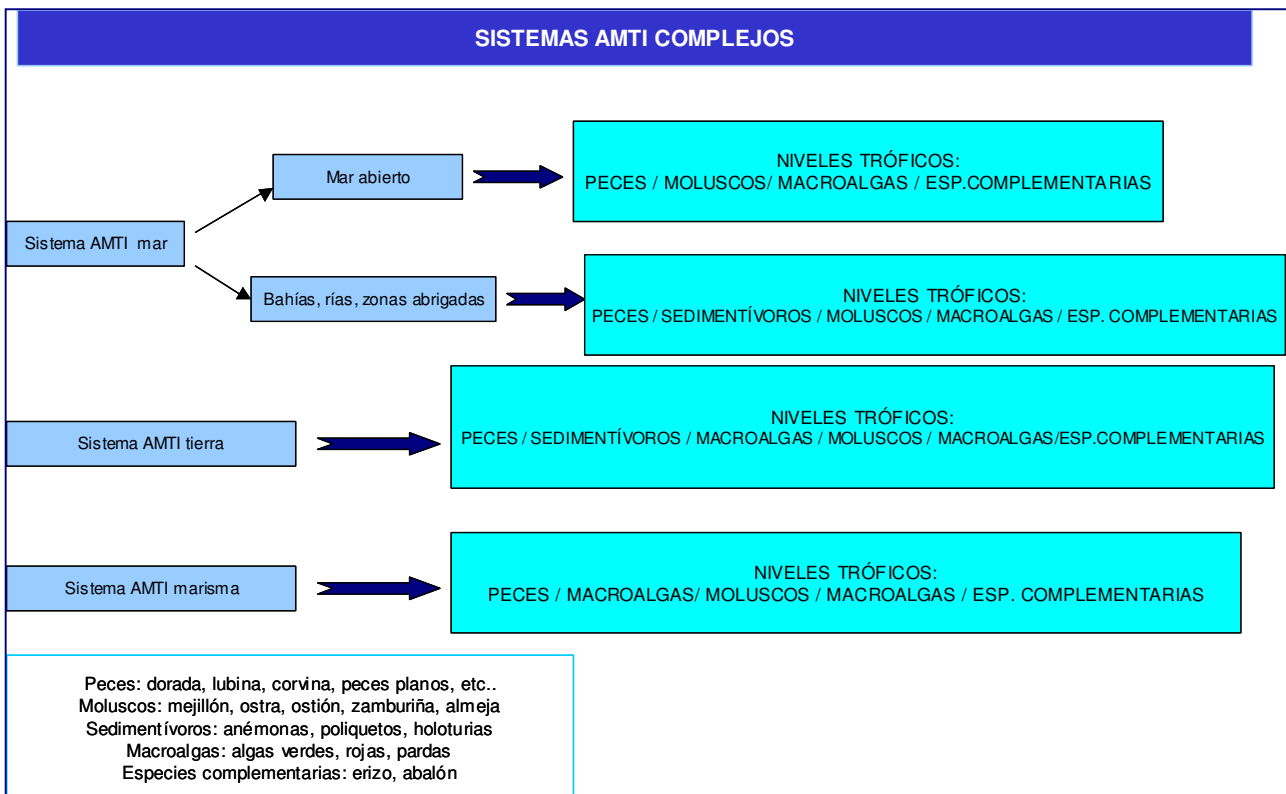 SISTEMAS AMTI COMPLEJOS
Mar abierto
NIVELES TRÓFICOS:
PECES / MOLUSCOS/ MACROALGAS / ESP.COMPLEMENTARIAS
Sistema AMTI mar
Bahías, rías, zonas abrigadas
NIVELES TRÓFICOS:
PECES / SEDIMENTÍVOROS / MOLUSCOS / MACROALGAS / ESP. COMPLEMENTARIAS
Sistema AMTI tierra
NIVELES TRÓFICOS:
PECES / SEDIMENTÍVOROS / MACROALGAS / MOLUSCOS / MACROALGAS/ESP.COMPLEMENTARIAS
Sistema AMTI marisma
NIVELES TRÓFICOS:
PECES / MACROALGAS/ MOLUSCOS / MACROALGAS / ESP. COMPLEMENTARIAS
Peces: dorada, lubina, corvina, peces planos, etc..
Moluscos: mejillón, ostra, ostión, zamburiña, almeja
Sedimentívoros: anémonas, poliquetos, holoturias
Macroalgas: algas verdes, rojas, pardas
Especies complementarias: erizo, abalón